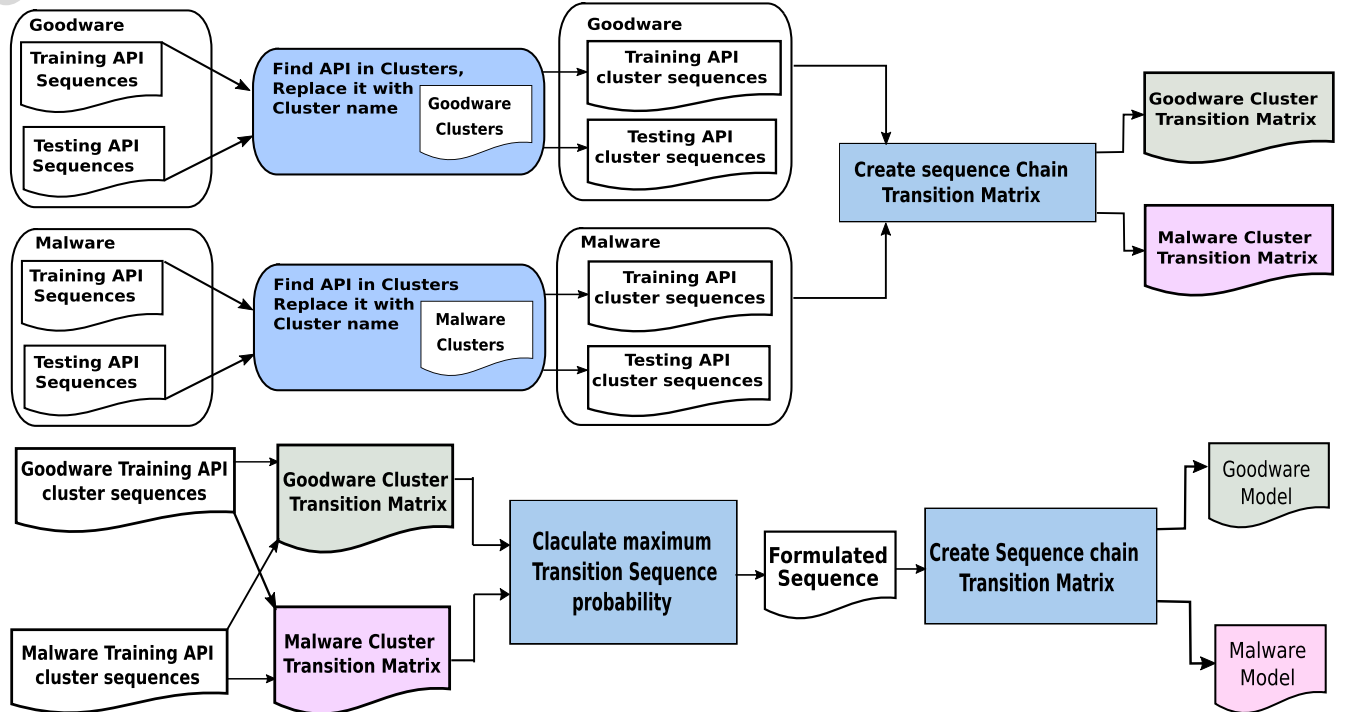 Goodware
Training API
Sequences
Testing API
Sequences
Find API in Clusters,
Replace it with
Cluster name
Goodware
Clusters
Goodware
Training API
cluster sequences
Testing API
cluster sequences
Create sequence Chain
Transition Matrix
Goodware Cluster
Transition Matrix
Malware Cluster
Transition Matrix
Malware
Training API
Sequences
Testing API
Sequences
Find API in Clusters
Replace it with
Cluster name
Malware
Clusters
Malware
Training API
cluster sequences
Testing API
cluster sequences
Goodware Training API
cluster sequences
Malware Training API
cluster sequences
Goodware Cluster
Transition Matrix
Malware Cluster
Transition Matrix
Claculate maximum
Transition Sequence
probability
Formulated
Sequence
Create Sequence chain
Transition Matrix
Goodware
Model
Malware
Model